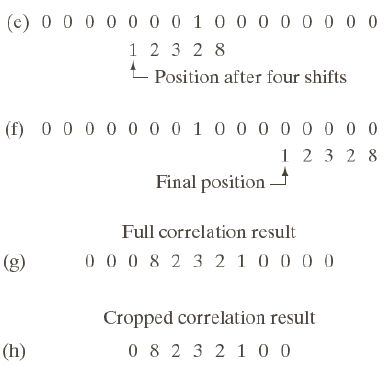 (e) 0 0 0 0 0 0 0 1 0 0 0 0 0 0 0 0
1 2 3 2 8
Position after four shifts
(f) 0 0 0 0 0 0 0 1 0 0 0 0 0 0 0 0
1 2 3 2 8
Final position
Full correlation result
(g) 0 0 0 8 2 3 2 1 0 0 0 0
Cropped correlation result
(h) 0 8 2 3 2 1 0 0